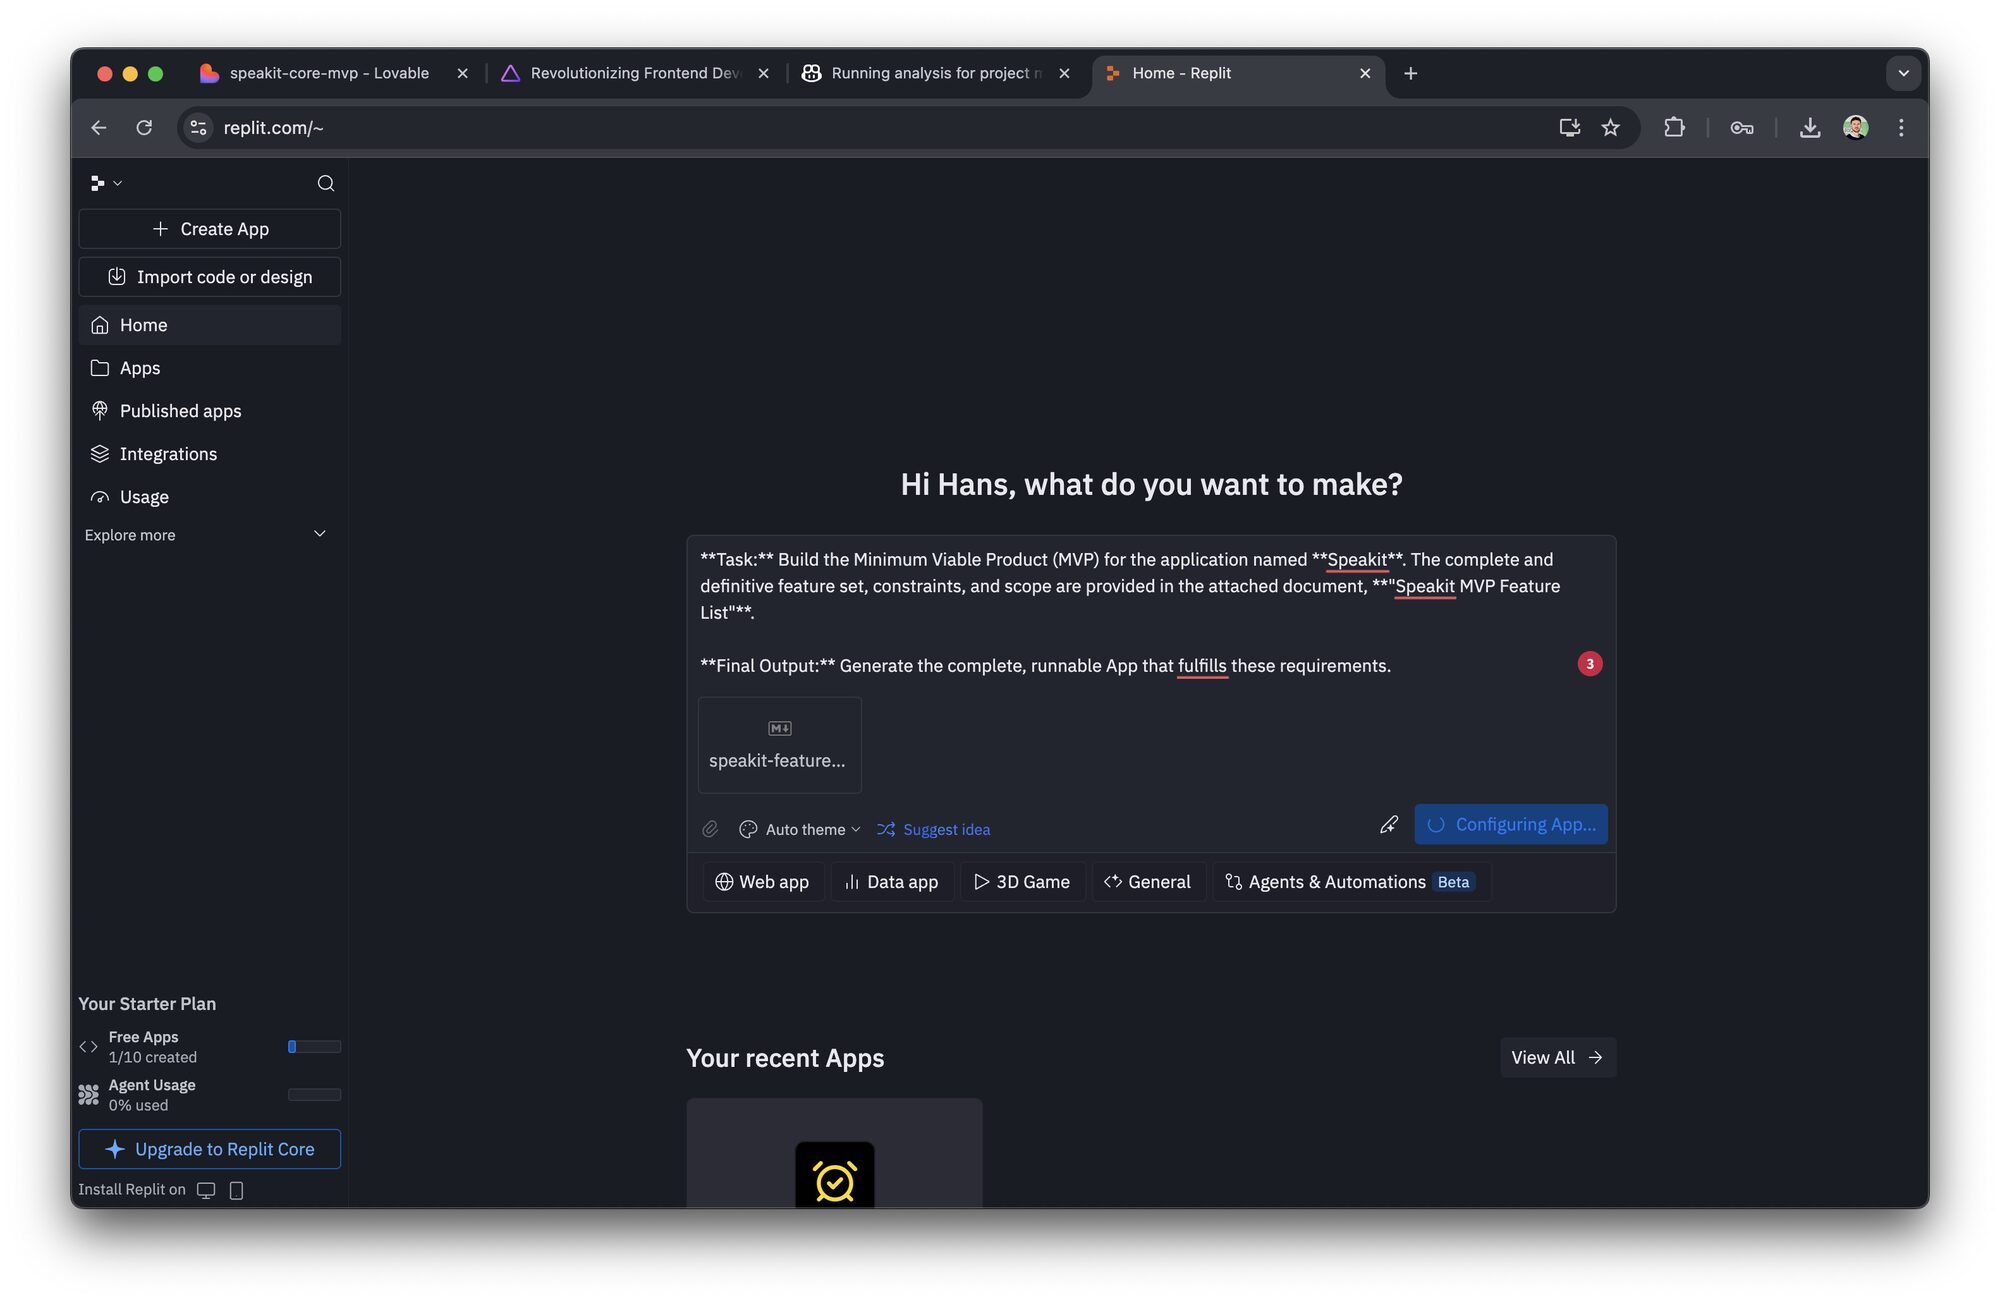 speakit-core-mvp - Lovable
Revolutionizing Frontend Dev
Running analysis for project m
Home - Replit
replit.com/~
Create App
Import code or design
Home
Apps
Published apps
Integrations
Usage
Explore more
Hi Hans, what do you want to make?
**Task:** Build the Minimum Viable Product (MVP) for the application named **Speakit**. The complete and
definitive feature set, constraints, and scope are provided in the attached document, **"Speakit MVP Feature
List"**.
**Final Output:** Generate the complete, runnable App that fulfills these requirements.
3
M
speakit-feature...
Auto theme
Suggest idea
Configuring App...
Web app
Data app
3D Game
General
Agents & Automations Beta
Your Starter Plan
Free Apps
1/10 created
Agent Usage
0% used
Upgrade to Replit Core
Install Replit on
Your recent Apps
View All